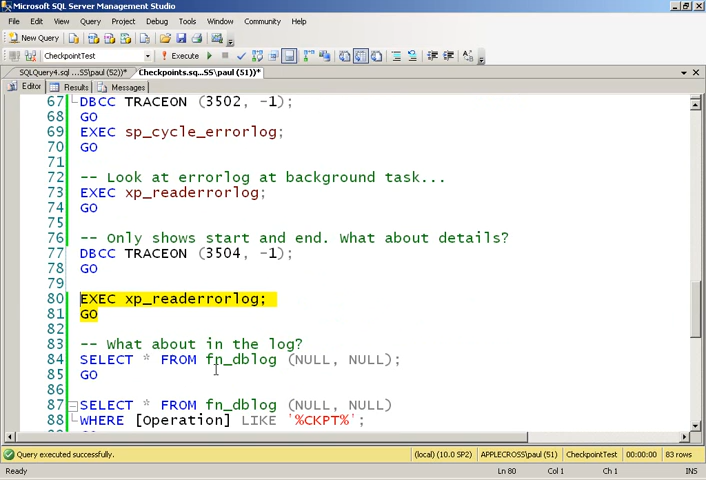 Microsoft SQL Server Management Studio
File Edit View Query Project Debug Tools Window Community Help
New Query
CheckpointTest Execute
SQLQuery4.sql ...SS\paul (52))* Checkpoints.sq...SS\paul (51))*
Editor Results Messages
67 DBCC TRACEON (3502, -1);
68 GO
69 EXEC sp_cycle_errorlog;
70 GO
71
72 -- Look at errorlog at background task...
73 EXEC xp_readerrorlog;
74 GO
75
76 -- Only shows start and end. What about details?
77 DBCC TRACEON (3504, -1);
78 GO
79
80 EXEC xp_readerrorlog;
81 GO
82
83 -- What about in the log?
84 SELECT * FROM fn_dblog (NULL, NULL);
85 GO
86
87 SELECT * FROM fn_dblog (NULL, NULL)
88 WHERE [Operation] LIKE '%CKPT%';
Query executed successfully. (local) (10.0 SP2) APPLECROSS\paul (51) CheckpointTest 00:00:00 83 rows
Ready Ln 80 Col 1 Ch 1 INS